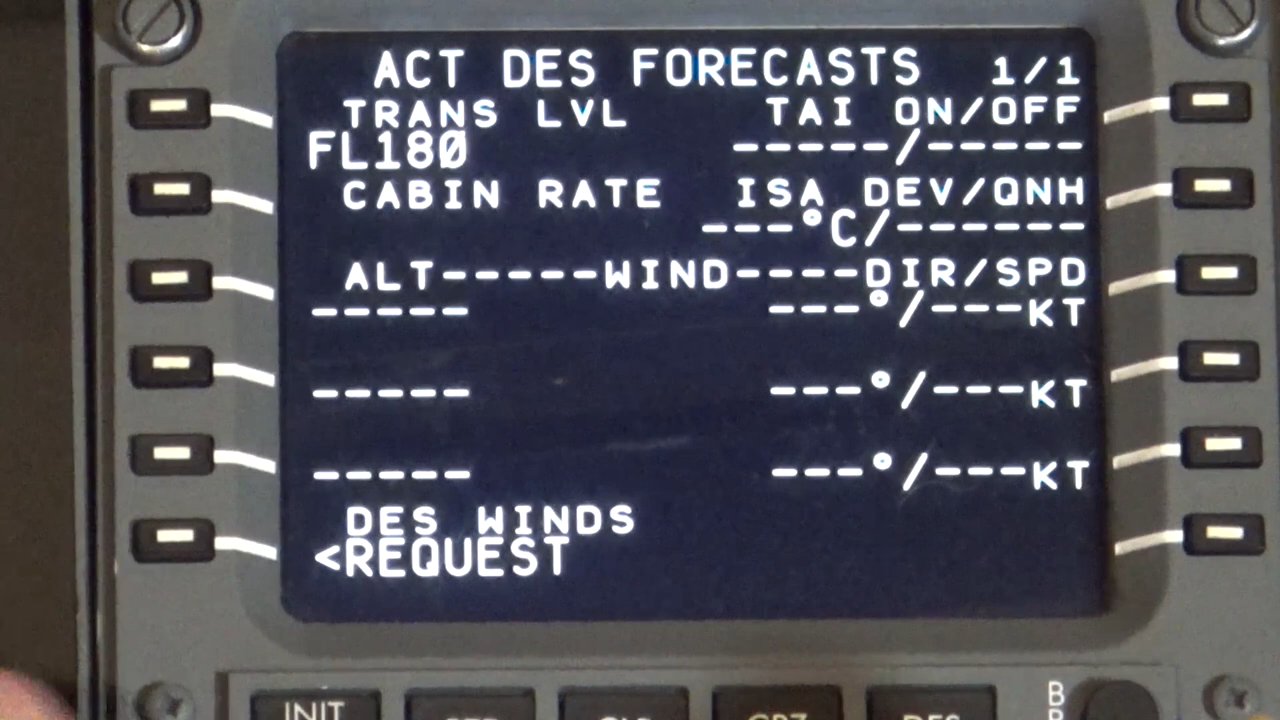 ACT DES FORECASTS 1/1
TRANS LVL TAI ON/OFF
FL180 -----/-----
CABIN RATE ISA DEV/QNH
---°C/------
ALT-----WIND----DIR/SPD
----- ---°/---KT
----- ---°/---KT
----- ---°/---KT
DES WINDS
<REQUEST
INIT